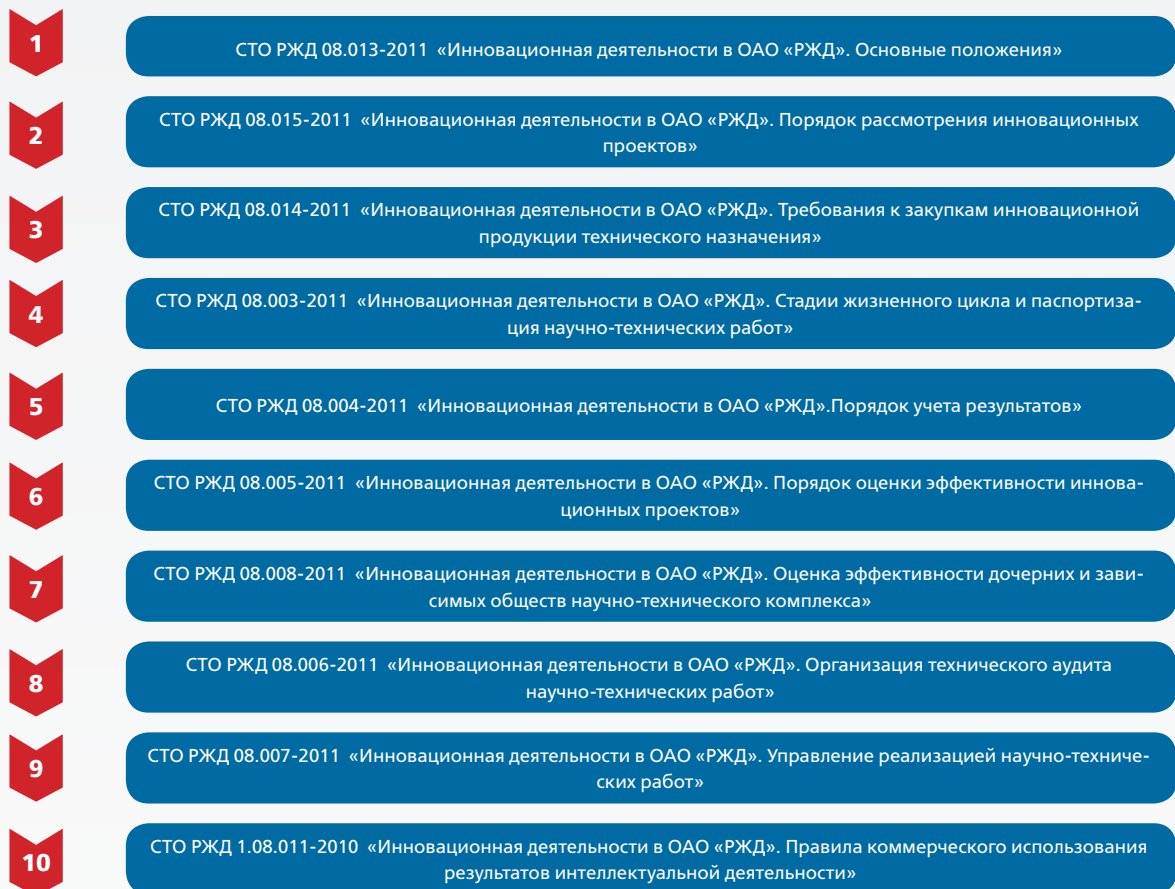 1
СТО РЖД 08.013-2011 «Инновационная деятельности в ОАО «РЖД». Основные положения»
2
СТО РЖД 08.015-2011 «Инновационная деятельности в ОАО «РЖД». Порядок рассмотрения инновационных
проектов»
3
СТО РЖД 08.014-2011 «Инновационная деятельности в ОАО «РЖД». Требования к закупкам инновационной
продукции технического назначения»
4
СТО РЖД 08.003-2011 «Инновационная деятельности в ОАО «РЖД». Стадии жизненного цикла и паспортиза-
ция научно-технических работ»
5
СТО РЖД 08.004-2011 «Инновационная деятельности в ОАО «РЖД».Порядок учета результатов»
6
СТО РЖД 08.005-2011 «Инновационная деятельности в ОАО «РЖД». Порядок оценки эффективности иннова-
ционных проектов»
7
СТО РЖД 08.008-2011 «Инновационная деятельности в ОАО «РЖД». Оценка эффективности дочерних и зави-
симых обществ научно-технического комплекса»
8
СТО РЖД 08.006-2011 «Инновационная деятельности в ОАО «РЖД». Организация технического аудита
научно-технических работ»
9
СТО РЖД 08.007-2011 «Инновационная деятельности в ОАО «РЖД». Управление реализацией научно-техниче-
ских работ»
10
СТО РЖД 1.08.011-2010 «Инновационная деятельности в ОАО «РЖД». Правила коммерческого использования
результатов интеллектуальной деятельности»